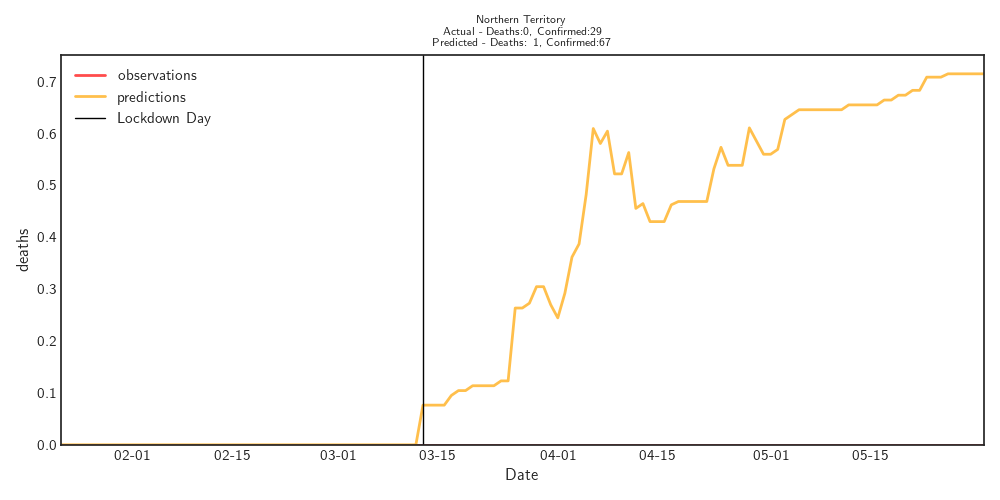 Northern Territory
Actual - Deaths:0, Confirmed:29
Predicted - Deaths: 1, Confirmed:67
observations
predictions
Lockdown Day
0.7
0.6
0.5
0.4
0.3
0.2
0.1
0.0
deaths
02-01 02-15 03-01 03-15 04-01 04-15 05-01 05-15
Date